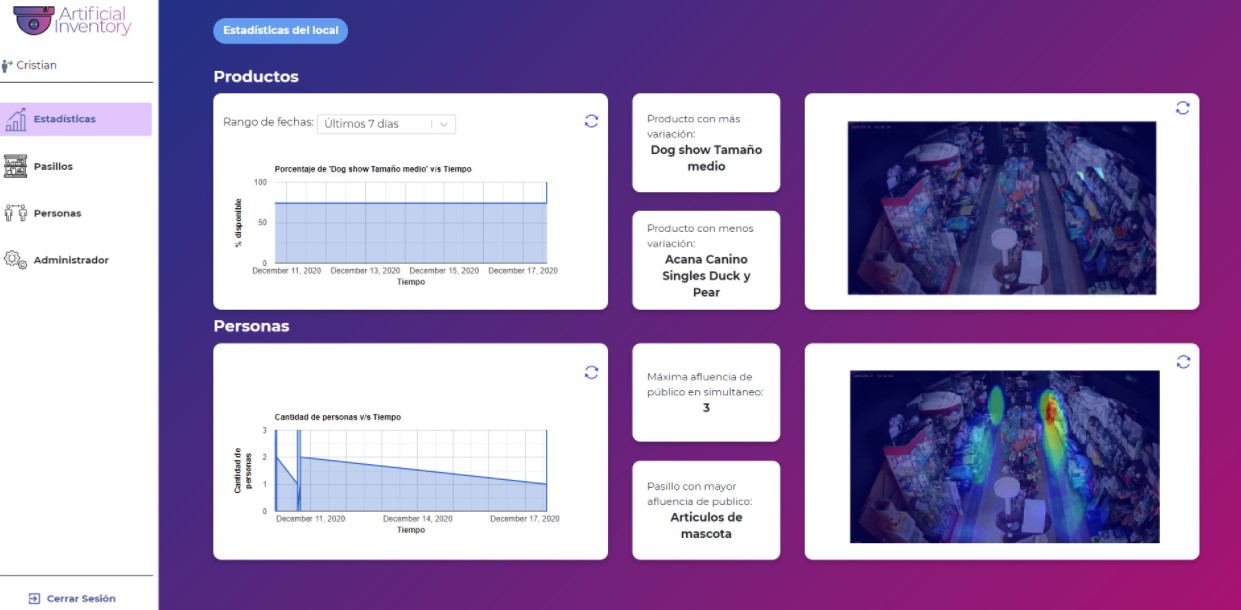 Artificial
Inventory
Cristian
Estadísticas
Pasillos
Personas
Administrador
Cerrar Sesión
Estadísticas del local
Productos
Rango de fechas: Últimos 7 días
Porcentaje de 'Dog show Tamaño medio' v/s Tiempo
% disponible
100
50
0
December 11, 2020 December 13, 2020 December 15, 2020 December 17, 2020
Tiempo
Producto con más
variación:
Dog show Tamaño
medio
Producto con menos
variación:
Acana Canino
Singles Duck y
Pear
Personas
Cantidad de personas v/s Tiempo
Cantidad de
personas
3
2
1
0
December 11, 2020 December 14, 2020 December 17, 2020
Tiempo
Máxima afluencia de
público en simultaneo:
3
Pasillo con mayor
afluencia de publico:
Articulos de
mascota